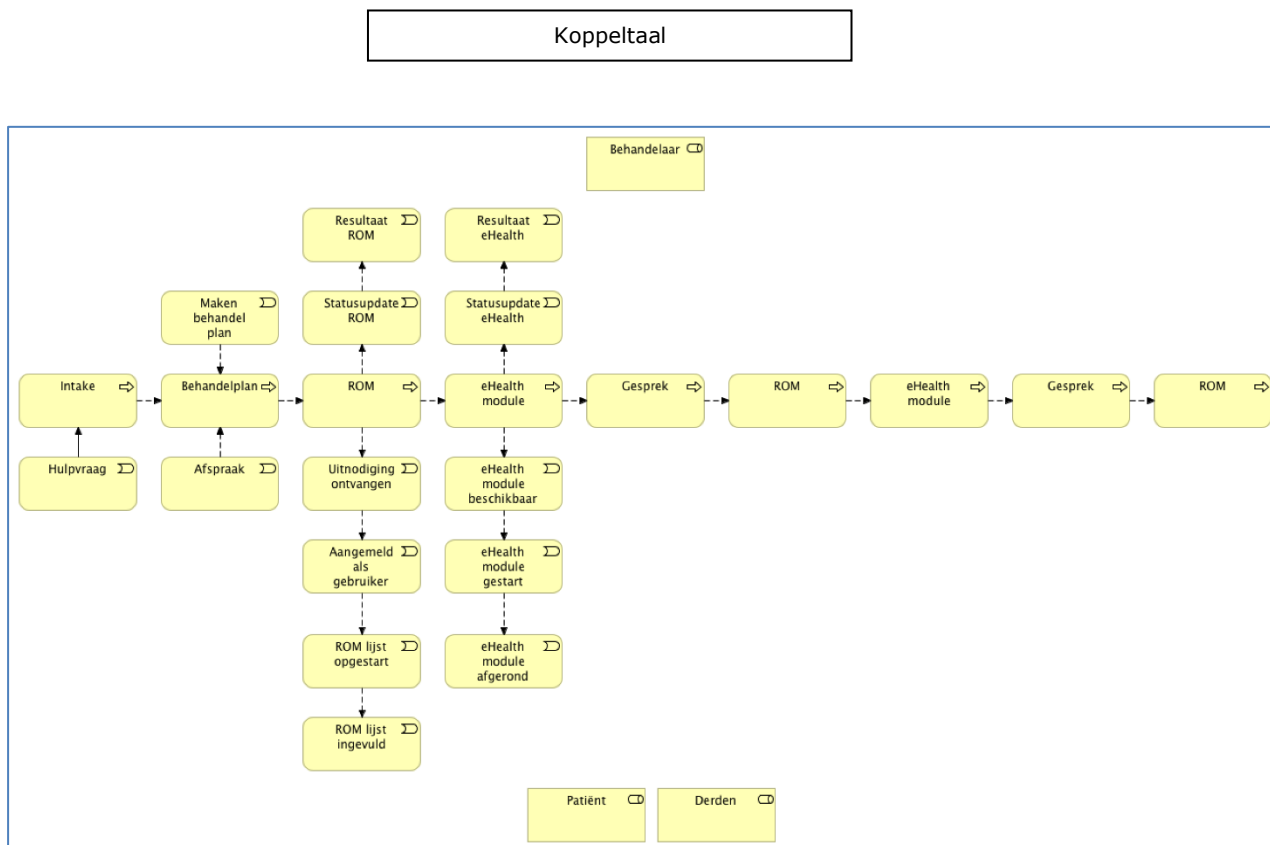 Koppeltaal
Behandelaar
Resultaat
ROM
Resultaat
eHealth
Maken
behandel
plan
Statusupdate
ROM
Statusupdate
eHealth
Intake
Behandelplan
ROM
eHealth
module
Gesprek
ROM
eHealth
module
Gesprek
ROM
Hulpvraag
Afspraak
Uitnodiging
ontvangen
eHealth
module
beschikbaar
Aangemeld
als
gebruiker
eHealth
module
gestart
ROM lijst
opgestart
eHealth
module
afgerond
ROM lijst
ingevuld
Patiënt
Derden